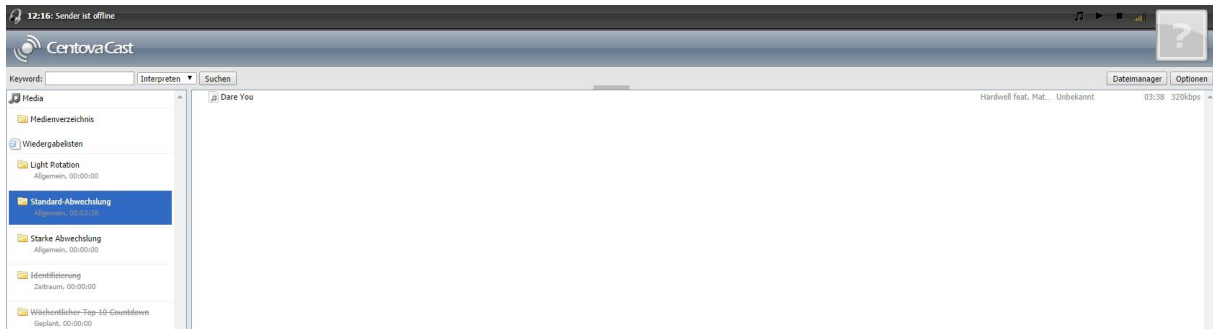 12:16: Sender ist offline
CentovaCast
?
Keyword: Interpreten Suchen Dateimanager Optionen
Media
Medienverzeichnis
Wiedergabelisten
Light Rotation
Allgemein, 00:00:00
Standard-Abwechslung
Allgemein, 00:03:38
Starke Abwechslung
Allgemein, 00:00:00
Identifizierung
Zeitraum, 00:00:00
Wöchentlicher Top 10 Countdown
Geplant, 00:00:00
Dare You Hardwell feat. Mat... Unbekannt 03:38 320kbps